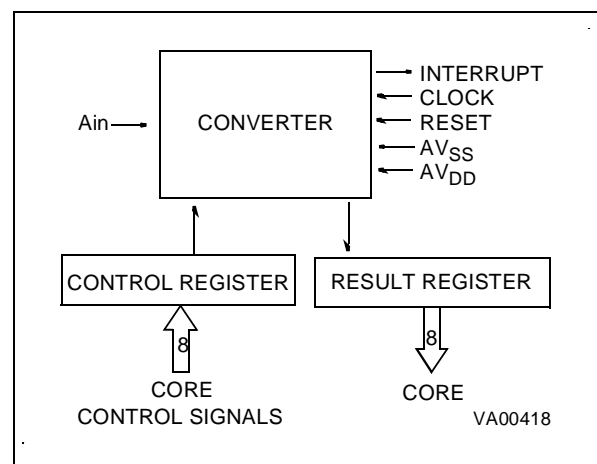 INTERRUPT
CLOCK
Ain
CONVERTER
RESET
AVSS
AVDD
CONTROL REGISTER
RESULT REGISTER
8
8
CORE
CONTROL SIGNALS
CORE
VA00418